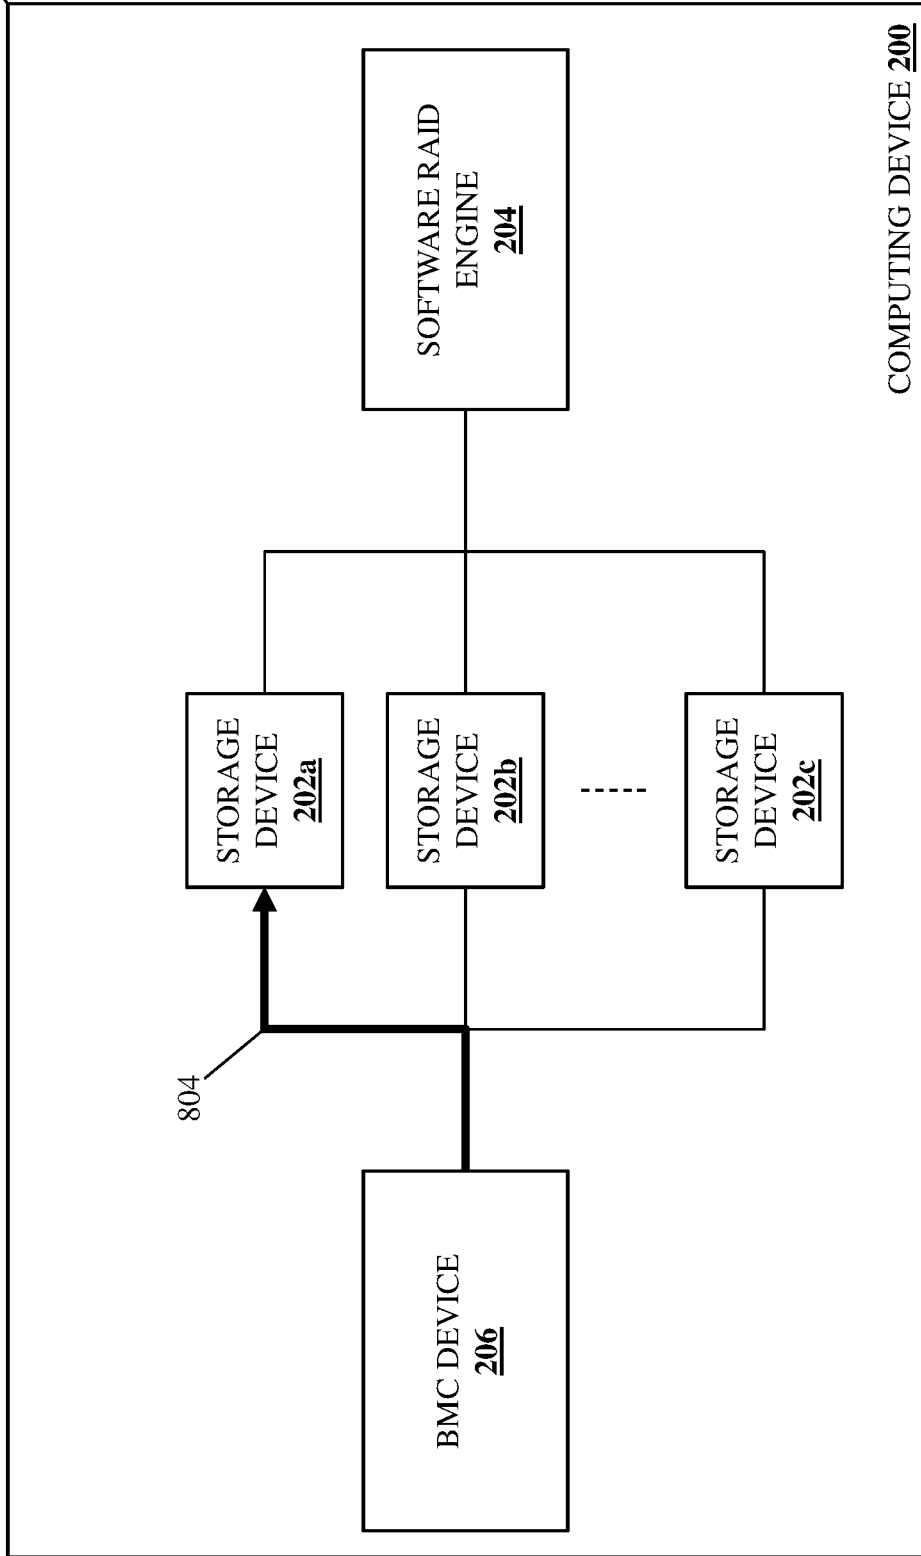 COMPUTING DEVICE 200
SOFTWARE RAID
ENGINE
204
STORAGE
DEVICE
202a
STORAGE
DEVICE
202b
-----
STORAGE
DEVICE
202c
804
BMC DEVICE
206